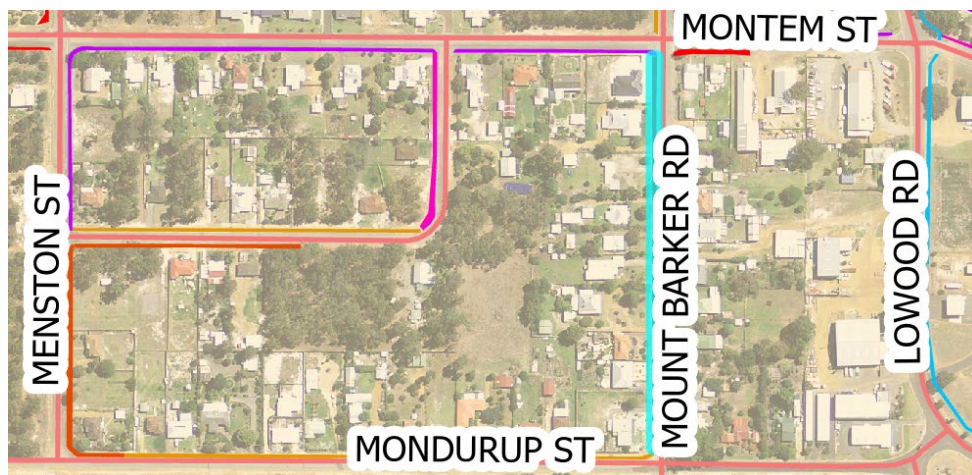 MONTEM ST
MENSTON ST
MOUNT BARKER RD
LOWOOD RD
MONDURUP ST